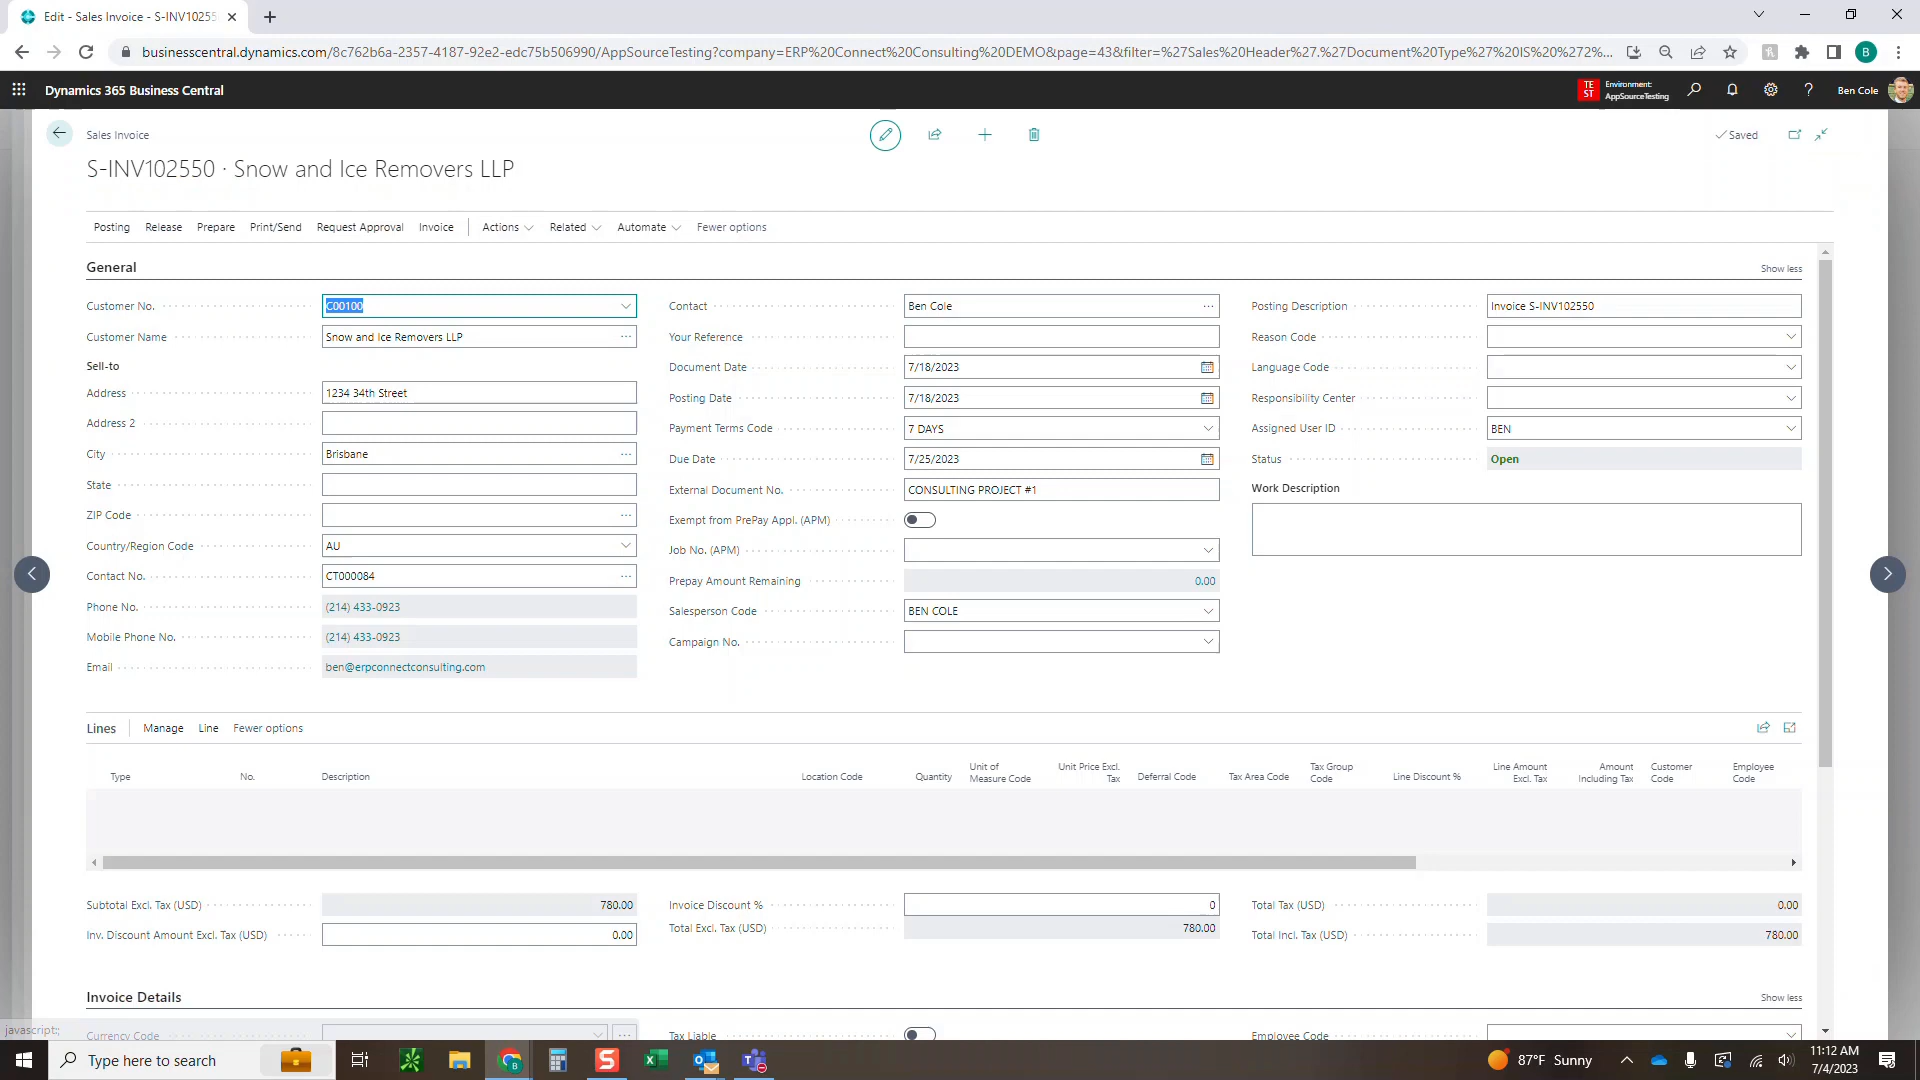 Edit - Sales Invoice - S-INV10255
businesscentral.dynamics.com/8c762b6a-2357-4187-92e2-edc75b506990/AppSourceTesting?company=ERP%20Connect%20Consulting%20DEMO&page=43&filter=%27Sales%20Header%27.%27Document%20Type%27%20IS%20%272%...
B
Dynamics 365 Business Central
TE
ST
Environment:
AppSourceTesting
Ben Cole
Sales Invoice
Saved
S-INV102550 · Snow and Ice Removers LLP
Posting Release Prepare Print/Send Request Approval Invoice Actions Related Automate Fewer options
General
Show less
Customer No. C00100
Customer Name Snow and Ice Removers LLP
Sell-to
Address 1234 34th Street
Address 2
City Brisbane
State
ZIP Code
Country/Region Code AU
Contact No. CT000084
Phone No. (214) 433-0923
Mobile Phone No. (214) 433-0923
Email ben@erpconnectconsulting.com
Contact Ben Cole
Your Reference
Document Date 7/18/2023
Posting Date 7/18/2023
Payment Terms Code 7 DAYS
Due Date 7/25/2023
External Document No. CONSULTING PROJECT #1
Exempt from PrePay Appl. (APM)
Job No. (APM)
Prepay Amount Remaining 0.00
Salesperson Code BEN COLE
Campaign No.
Posting Description Invoice S-INV102550
Reason Code
Language Code
Responsibility Center
Assigned User ID BEN
Status Open
Work Description
Lines Manage Line Fewer options
Type No. Description Location Code Quantity Unit of Measure Code Unit Price Excl. Tax Deferral Code Tax Area Code Tax Group Code Line Discount % Line Amount Excl. Tax Amount Including Tax Customer Code Employee Code
Subtotal Excl. Tax (USD) 780.00
Inv. Discount Amount Excl. Tax (USD) 0.00
Invoice Discount % 0
Total Excl. Tax (USD) 780.00
Total Tax (USD) 0.00
Total Incl. Tax (USD) 780.00
Invoice Details
Show less
Currency Code
Tax Liable
Employee Code
javascript:;
Type here to search
87°F Sunny
11:12 AM
7/4/2023